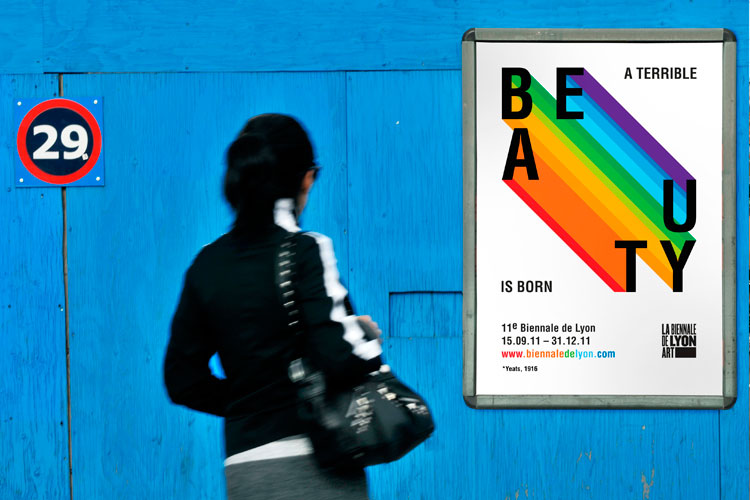 29.
A TERRIBLE
BE
A
U
TY
IS BORN
11e Biennale de Lyon
15.09.11 – 31.12.11
www.biennaledelyon.com
*Yeats, 1916
LA BIENNALE
DE LYON
ART